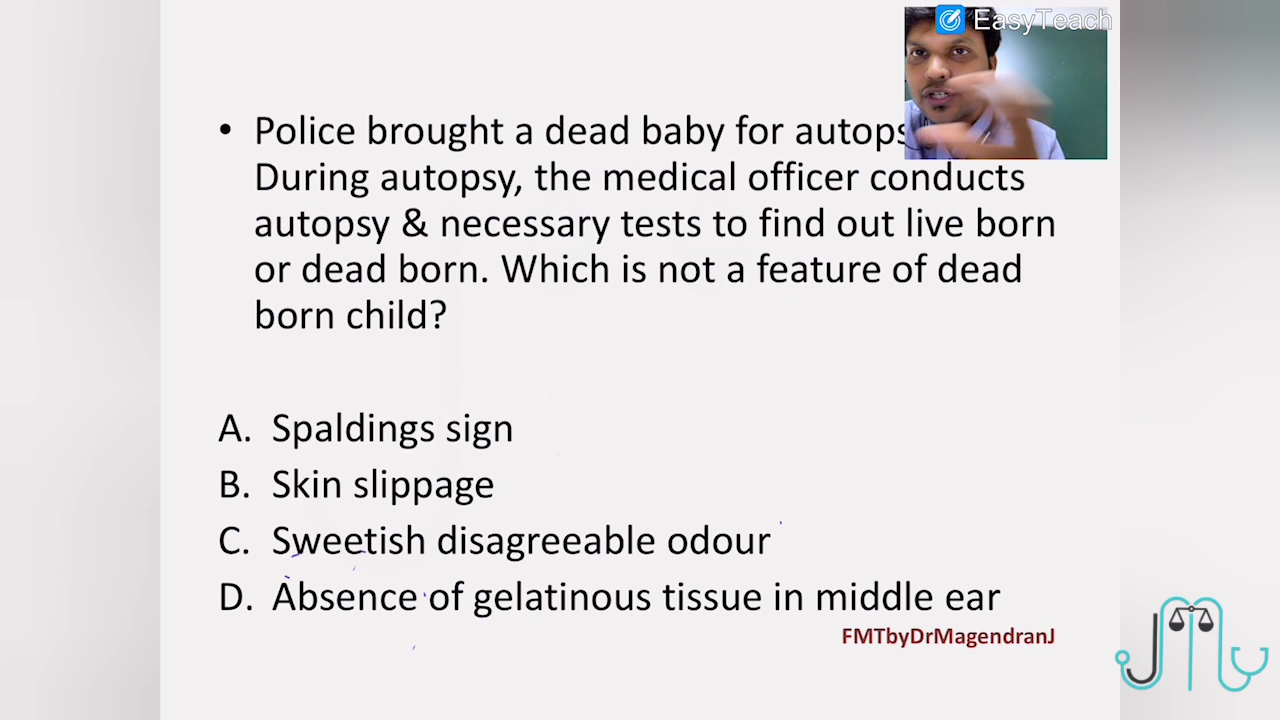 EasyTeach
• Police brought a dead baby for autops
During autopsy, the medical officer conducts
autopsy & necessary tests to find out live born
or dead born. Which is not a feature of dead
born child?
A. Spaldings sign
B. Skin slippage
C. Sweetish disagreeable odour
D. Absence of gelatinous tissue in middle ear
FMTbyDrMagendranJ